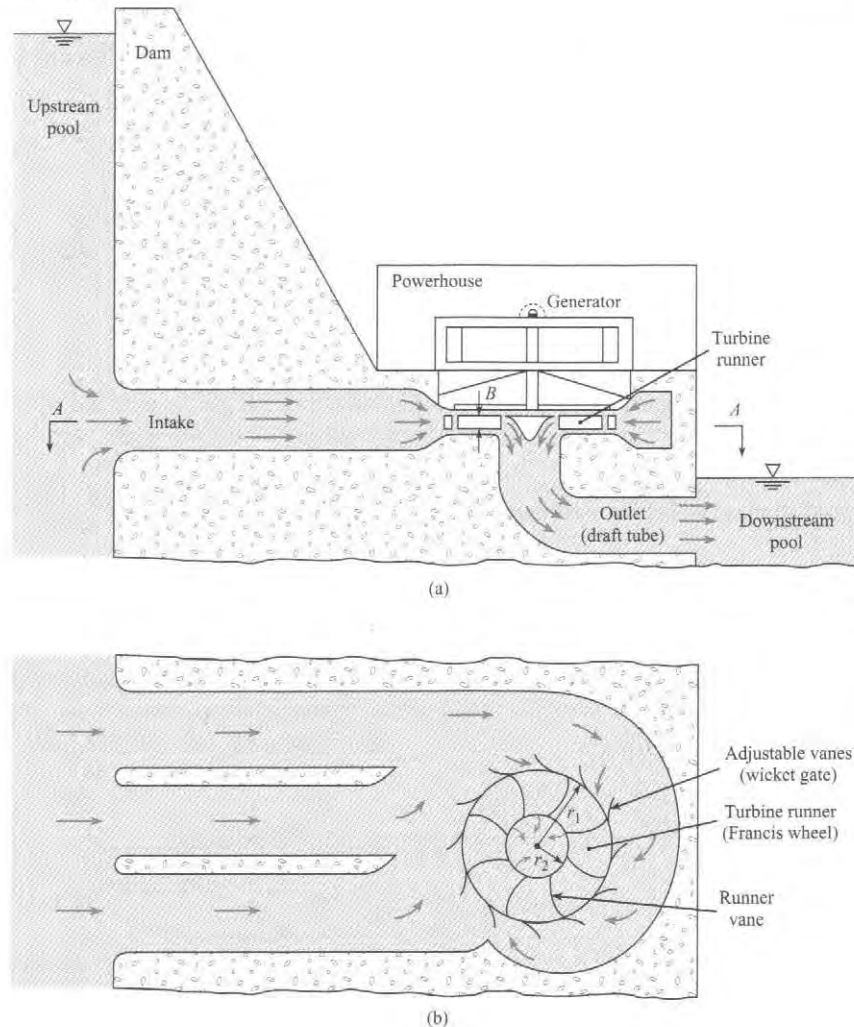 Dam
Upstream
pool
Powerhouse
Generator
Turbine
runner
B
A
Intake
A
Outlet
(draft tube)
Downstream
pool
(a)
Adjustable vanes
(wicket gate)
r1
Turbine runner
(Francis wheel)
r2
Runner
vane
(b)